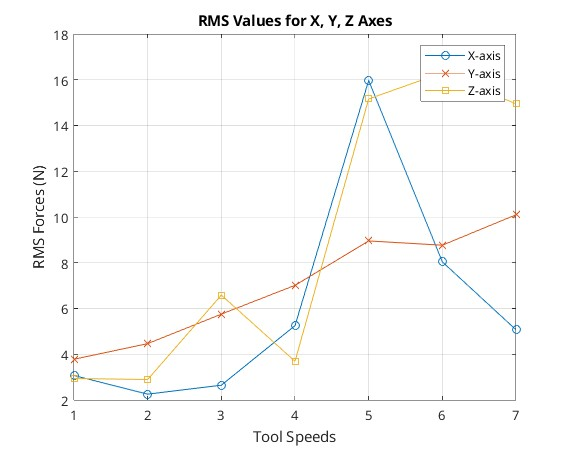 RMS Values for X, Y, Z Axes
18
16
14
12
10
8
6
4
2
RMS Forces (N)
X-axis
Y-axis
Z-axis
1 2 3 4 5 6 7
Tool Speeds